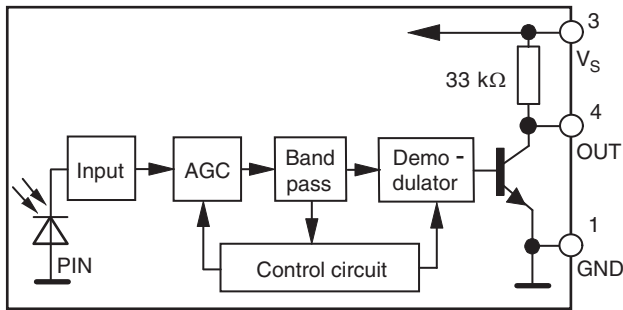 3
V_S
33 kΩ
4
OUT
Input
AGC
Band
pass
Demo -
dulator
1
GND
Control circuit
PIN